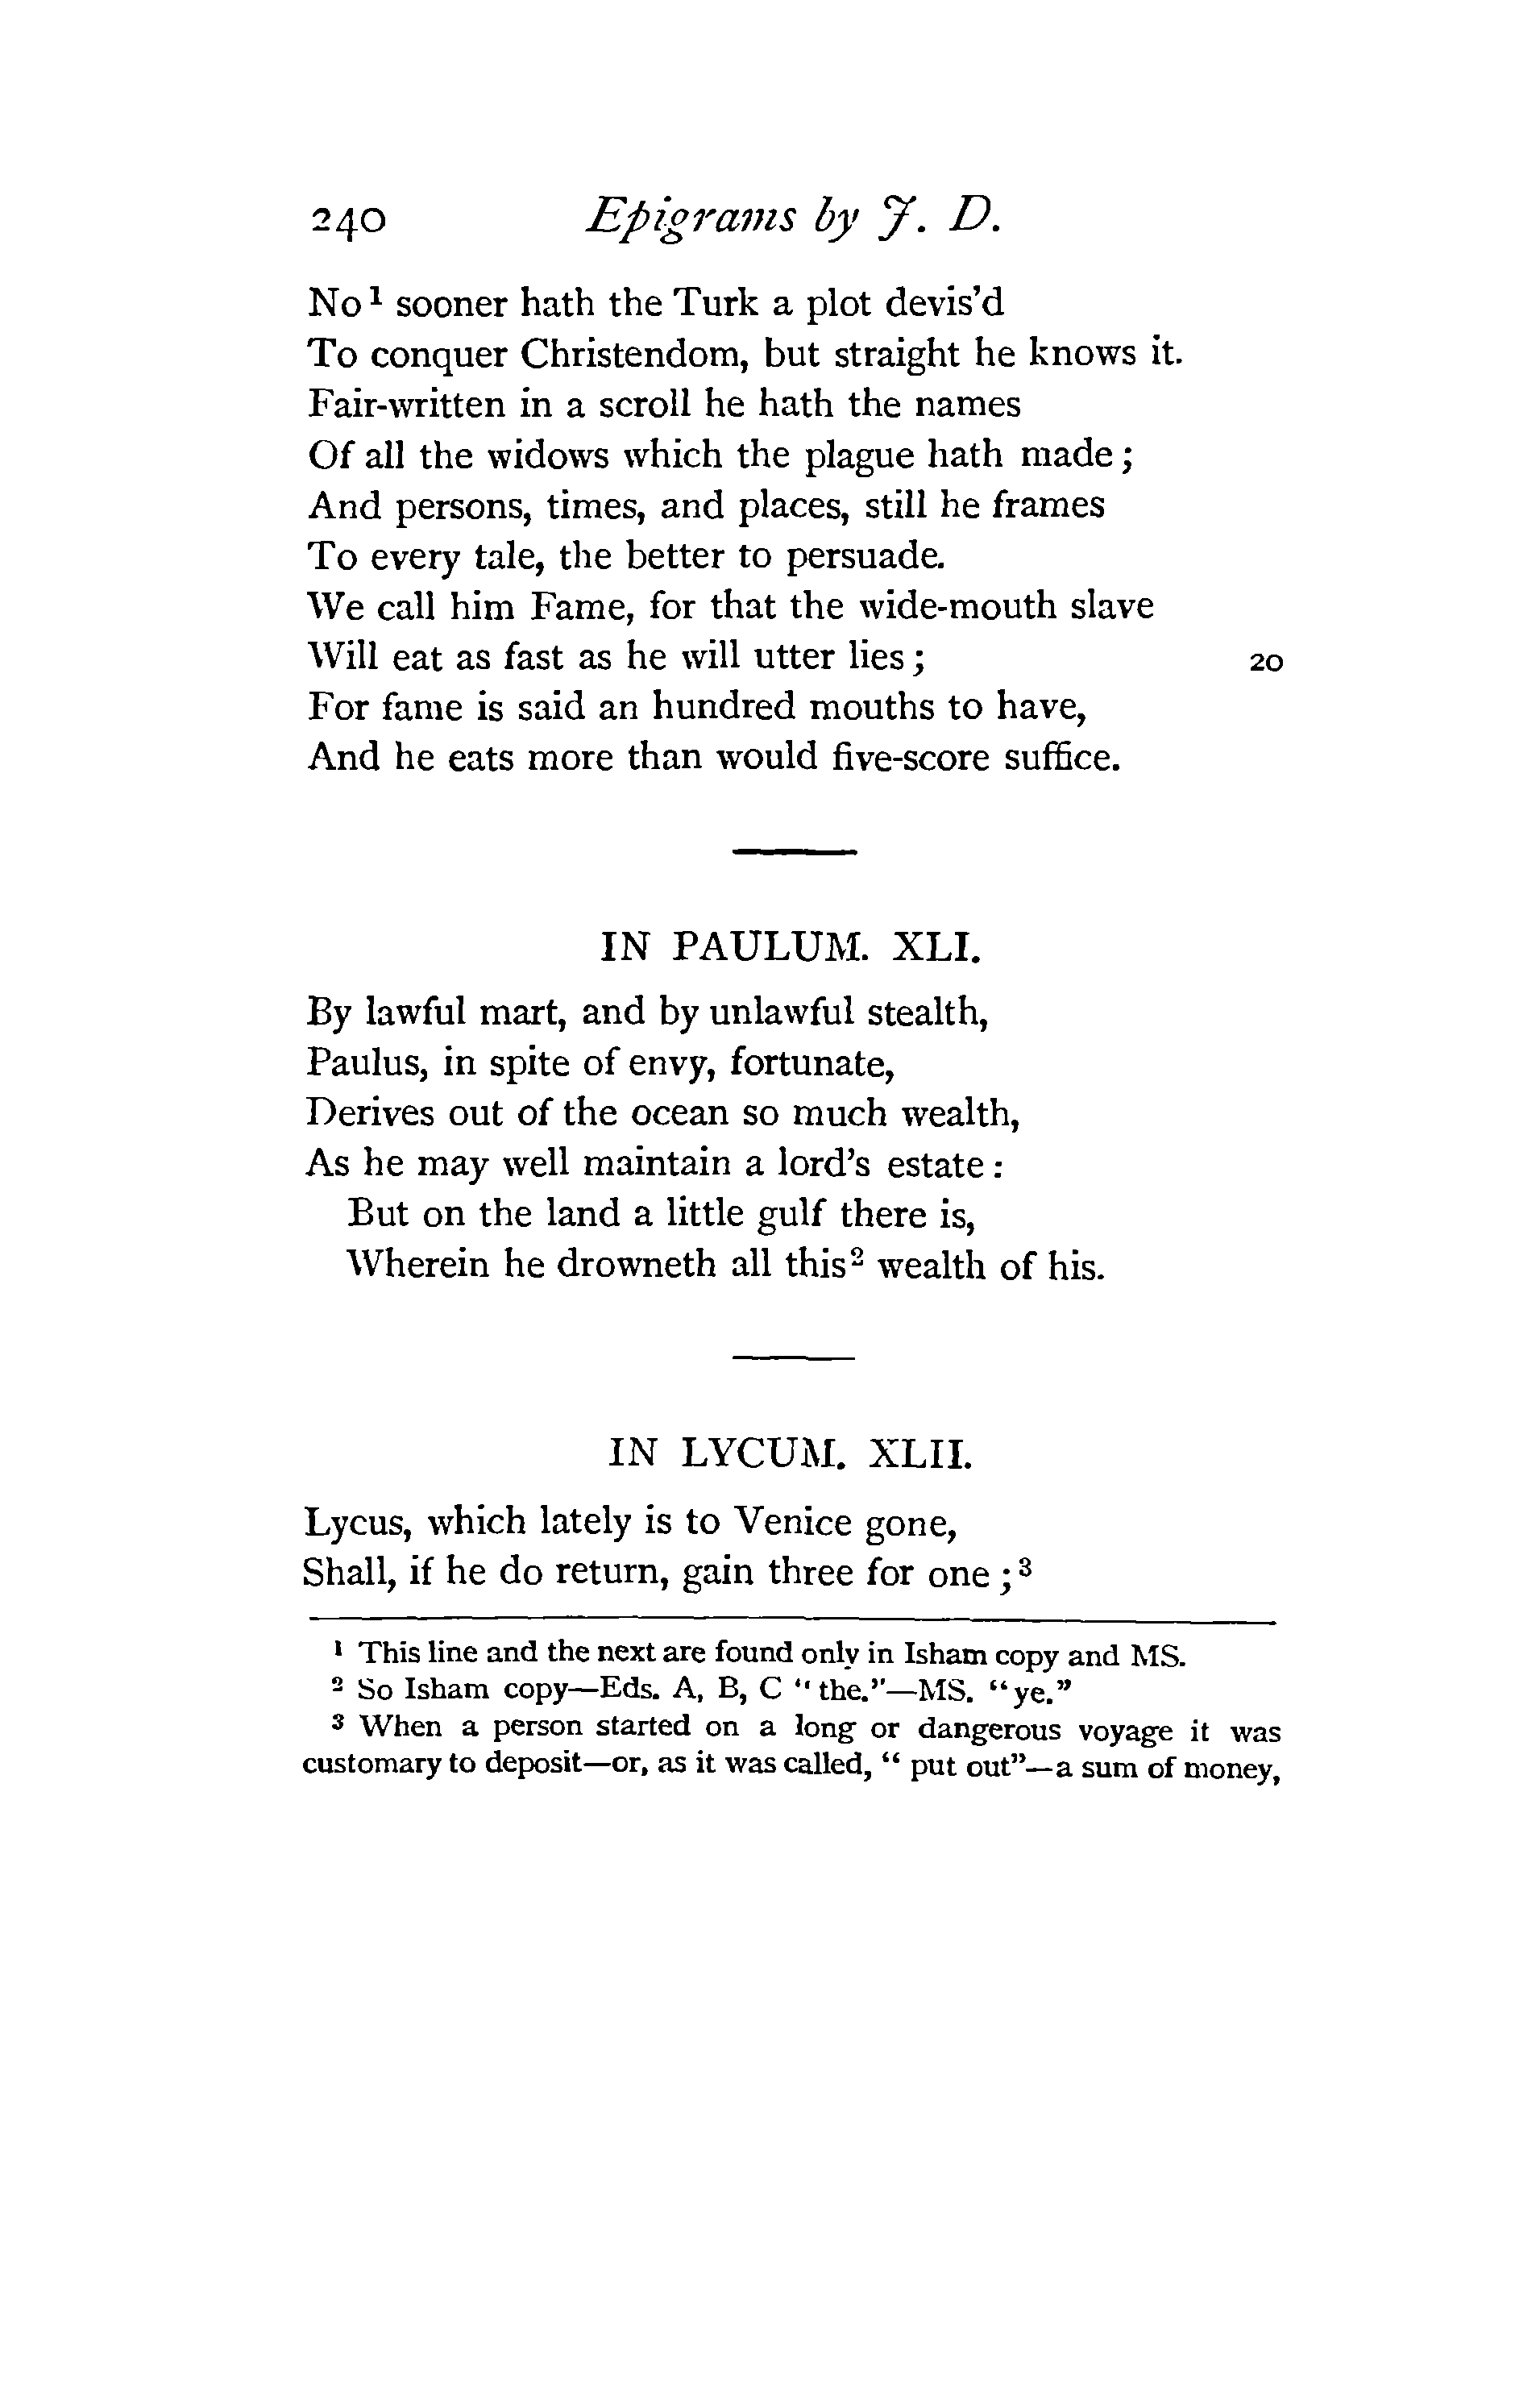 240 Epigrams by J. D.
No¹ sooner hath the Turk a plot devis'd
To conquer Christendom, but straight he knows it.
Fair-written in a scroll he hath the names
Of all the widows which the plague hath made;
And persons, times, and places, still he frames
To every tale, the better to persuade.
We call him Fame, for that the wide-mouth slave
Will eat as fast as he will utter lies; 20
For fame is said an hundred mouths to have,
And he eats more than would five-score suffice.
IN PAULUM. XLI.
By lawful mart, and by unlawful stealth,
Paulus, in spite of envy, fortunate,
Derives out of the ocean so much wealth,
As he may well maintain a lord's estate:
But on the land a little gulf there is,
Wherein he drowneth all this² wealth of his.
IN LYCUM. XLII.
Lycus, which lately is to Venice gone,
Shall, if he do return, gain three for one;³
¹ This line and the next are found only in Isham copy and MS.
² So Isham copy—Eds. A, B, C "the."—MS. "ye."
³ When a person started on a long or dangerous voyage it was
customary to deposit—or, as it was called, "put out"—a sum of money,